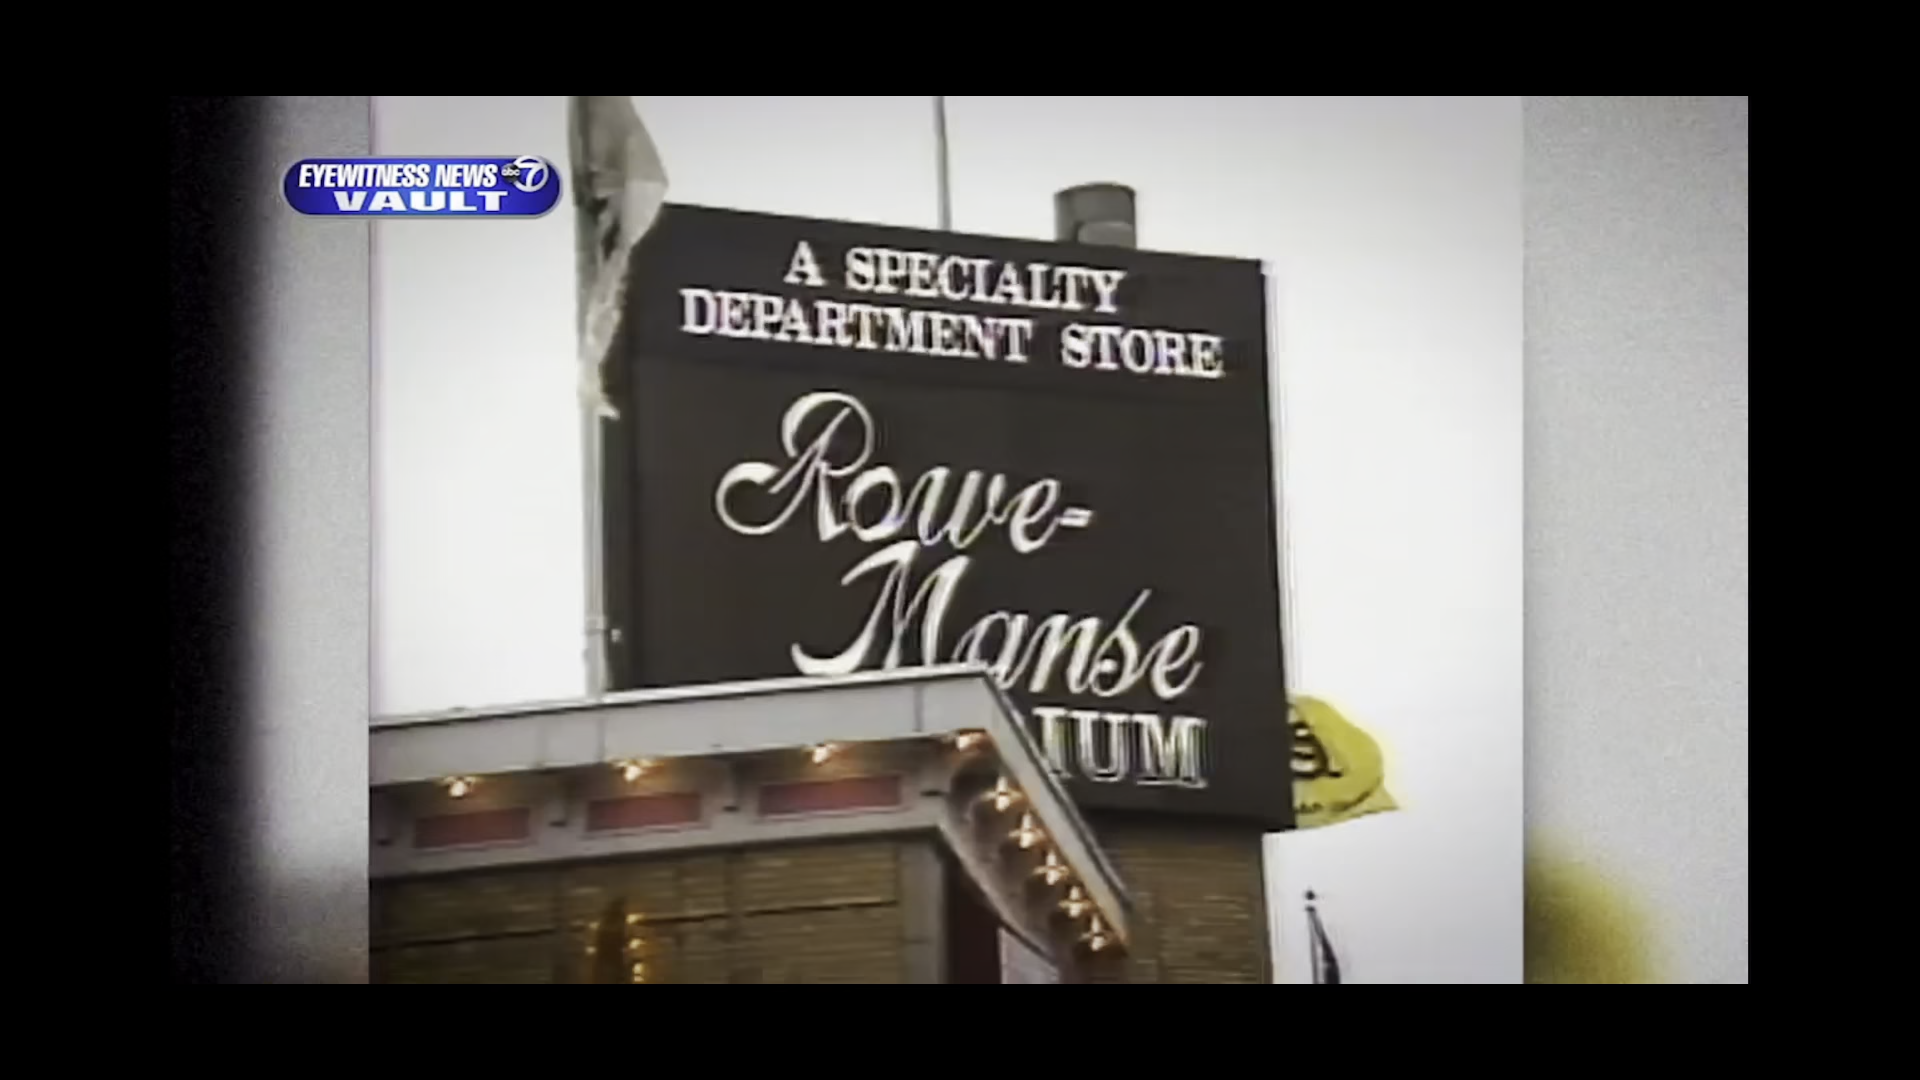 EYEWITNESS NEWS abc 7
VAULT
A SPECIALTY
DEPARTMENT STORE
Rowe-
Manse
IUM